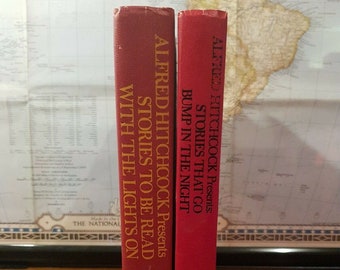 ALFRED HITCHCOCK Presents
STORIES TO BE READ
WITH THE LIGHTS ON
ALFRED HITCHCOCK Presents:
STORIES THAT GO
BUMP IN THE NIGHT
THE NATIONAL